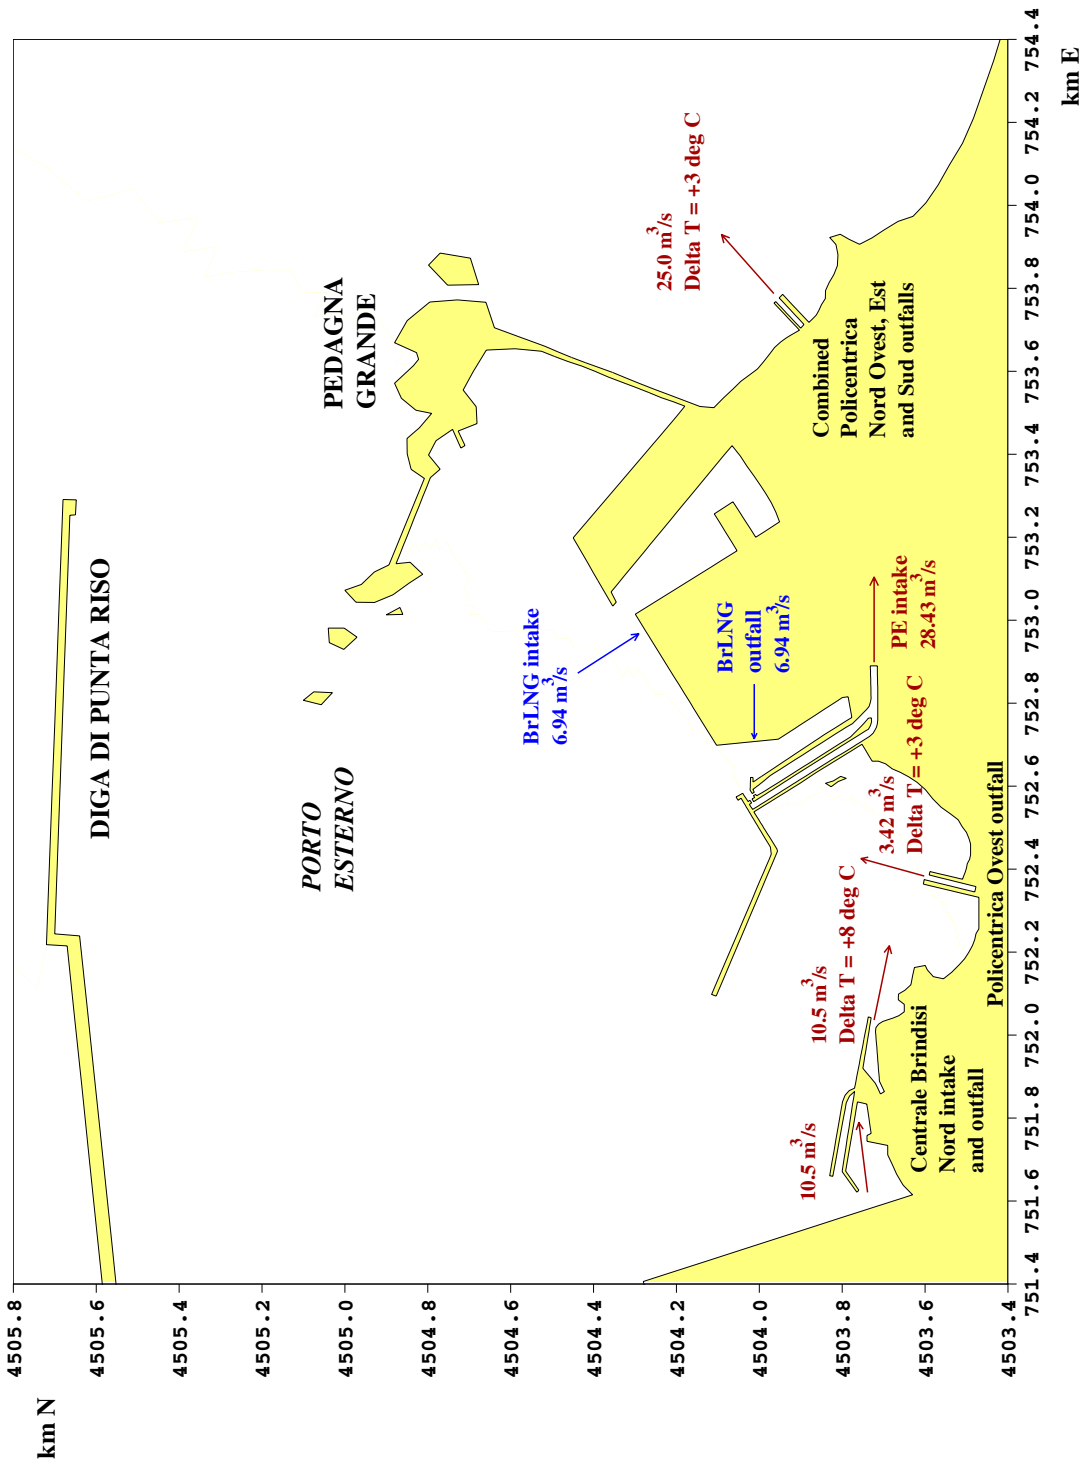 km N
4505.8
4505.6
4505.4
4505.2
4505.0
4504.8
4504.6
4504.4
4504.2
4504.0
4503.8
4503.6
4503.4
DIGA DI PUNTA RISO
PORTO
ESTERNO
PEDAGNA
GRANDE
BrLNG intake
6.94 m³/s
BrLNG
outfall
6.94 m³/s
25.0 m³/s
Delta T = +3 deg C
Combined
Policentrica
Nord Ovest, Est
and Sud outfalls
PE intake
28.43 m³/s
3.42 m³/s
Delta T = +3 deg C
Policentrica Ovest outfall
10.5 m³/s
Delta T = +8 deg C
10.5 m³/s
Centrale Brindisi
Nord intake
and outfall
751.4 751.6 751.8 752.0 752.2 752.4 752.6 752.8 753.0 753.2 753.4 753.6 753.8 754.0 754.2 754.4
km E